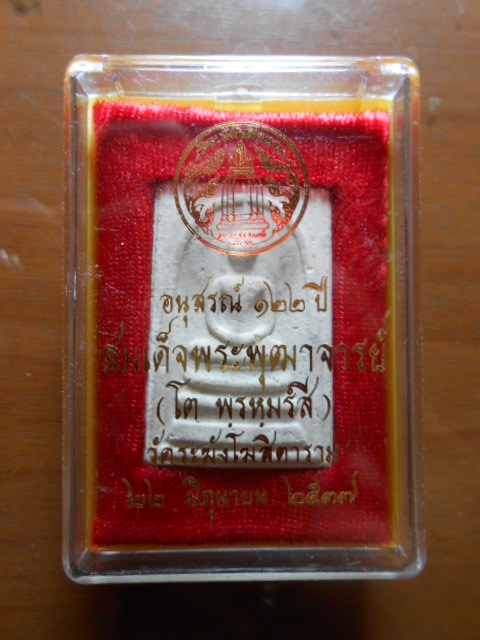 อนุสรณ์ ๑๒๒ ปี
สมเด็จพระพุฒาจารย์
(โต พรหฺมรํสี)
วัดระฆังโฆสิตาราม
๒๒ มิถุนายน ๒๕๓๗